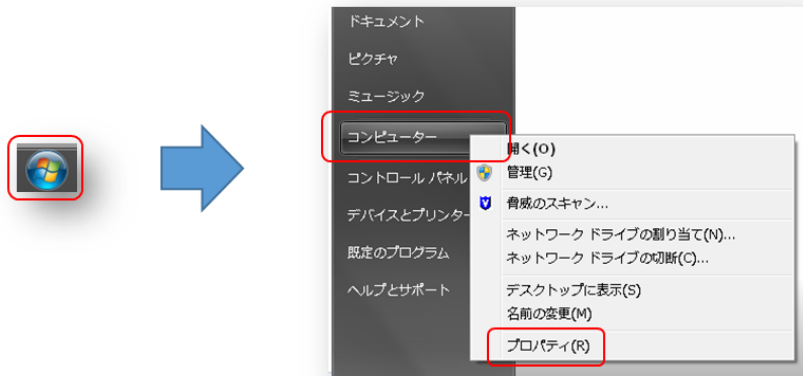 ドキュメント
ピクチャ
ミュージック
コンピューター
コントロール パネル
デバイスとプリンター
既定のプログラム
ヘルプとサポート
開く(O)
管理(G)
脅威のスキャン...
ネットワーク ドライブの割り当て(N)...
ネットワーク ドライブの切断(C)...
デスクトップに表示(S)
名前の変更(M)
プロパティ(R)